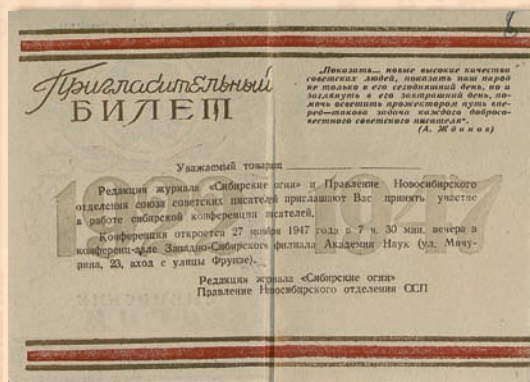 8
Пригласительный
БИЛЕТ
„Показать... новые высокие качества
советских людей, показать наш народ
не только в его сегодняшний день, но и
заглянуть в его завтрашний день, по-
мочь осветить прожектором путь впе-
ред—такова задача каждого добросо-
вестного советского писателя".
(А. Жданов)
Уважаемый товарищ
Редакция журнала «Сибирские огни» и Правление Новосибирского
отделения союза советских писателей приглашают Вас принять участие
в работе сибирской конференции писателей.
Конференция откроется 27 ноября 1947 года в 7 ч. 30 мин. вечера в
конференц-зале Западно-Сибирского филиала Академии Наук (ул. Мичу-
рина, 23, вход с улицы Фрунзе).
Редакция журнала «Сибирские огни»
Правление Новосибирского отделения ССП
1947